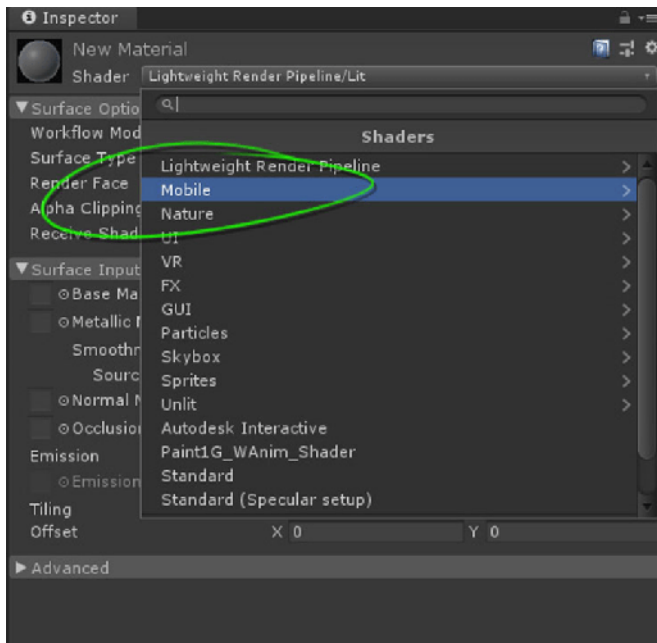 Inspector
New Material
Shader Lightweight Render Pipeline/Lit
Surface Optio
Shaders
Workflow Mod
Surface Type
Lightweight Render Pipeline
Render Face
Mobile
Alpha Clipping
Nature
Receive Shad
UI
VR
Surface Input
FX
Base Ma
GUI
Metallic
Particles
Smoothn
Skybox
Sourc
Sprites
Normal
Unlit
Occlusion
Autodesk Interactive
Emission
Paint1G_WAnim_Shader
Emission
Standard
Tiling
Standard (Specular setup)
Offset X 0 Y 0
Advanced